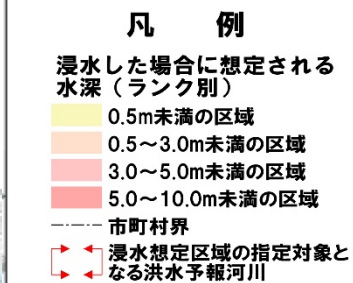 凡 例
浸水した場合に想定される
水深（ランク別）
0.5m未満の区域
0.5〜3.0m未満の区域
3.0〜5.0m未満の区域
5.0〜10.0m未満の区域
市町村界
浸水想定区域の指定対象と
なる洪水予報河川